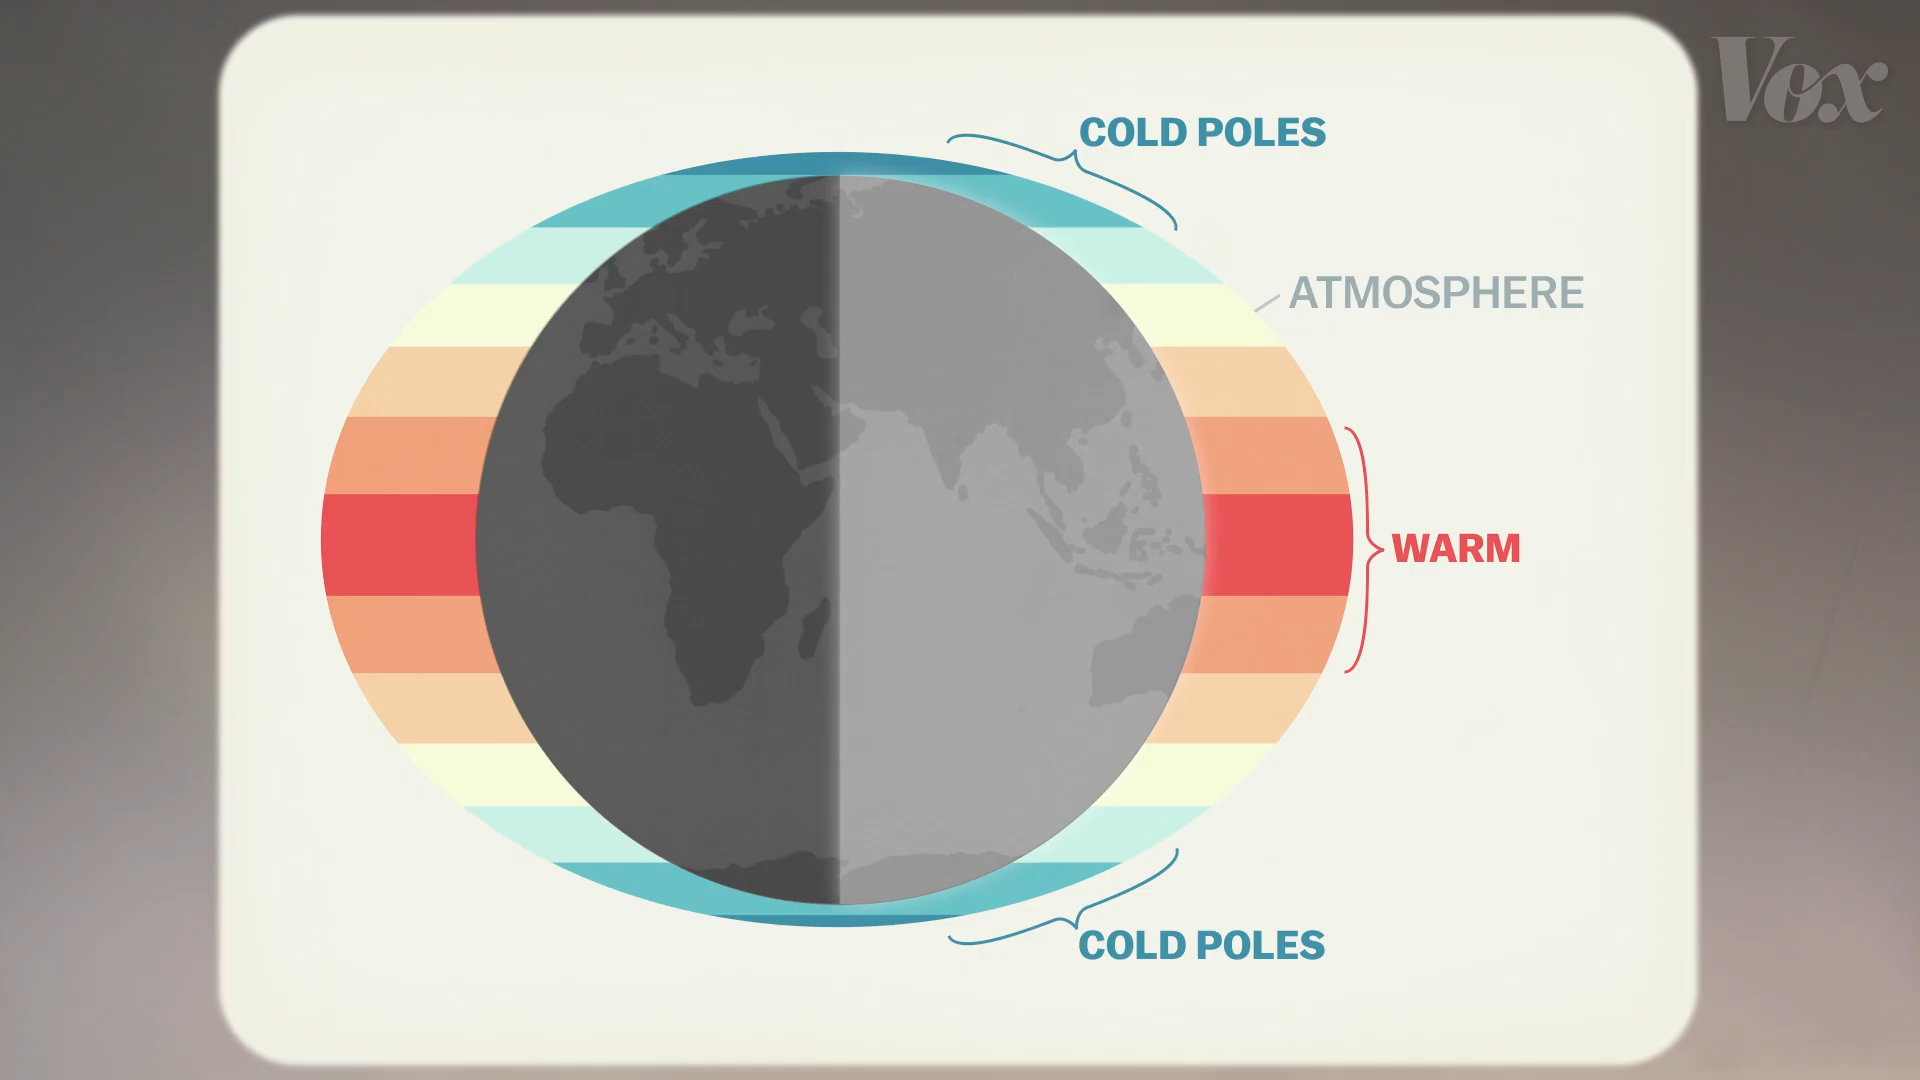 Vox
COLD POLES
ATMOSPHERE
WARM
COLD POLES